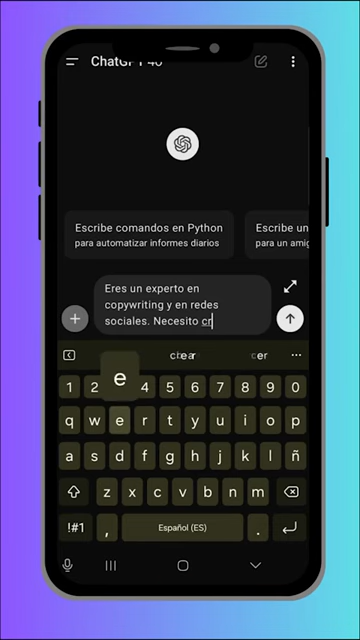 ChatGPT 4o
Escribe comandos en Python
para automatizar informes diarios
Escribe un
para un amig
Eres un experto en
copywriting y en redes
sociales. Necesito cr
crear
cer
e
1 2 4 5 6 7 8 9 0
q w e r t y u i o p
a s d f g h j k l ñ
z x c v b n m
!#1 , Español (ES) .